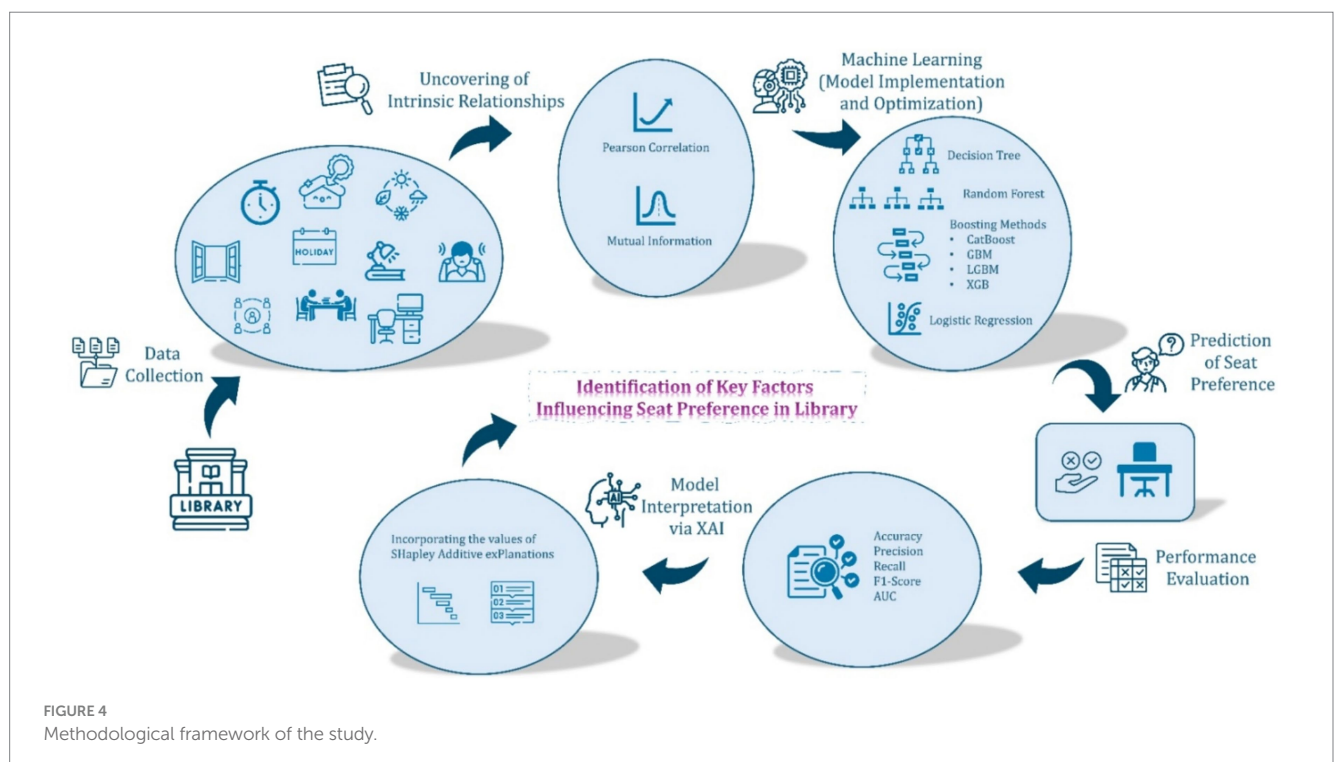 Uncovering of
Intrinsic Relationships
Pearson Correlation
Mutual Information
Machine Learning
(Model Implementation
and Optimization)
Decision Tree
Random Forest
Boosting Methods
• CatBoost
• GBM
• LGBM
• XGB
Logistic Regression
HOLIDAY
Data
Collection
LIBRARY
Identification of Key Factors
Influencing Seat Preference in Library
Prediction
of Seat
Preference
Performance
Evaluation
Accuracy
Precision
Recall
F1-Score
AUC
Model
Interpretation
via XAI
AI
Incorporating the values of
SHapley Additive exPlanations
01
02
03
FIGURE 4
Methodological framework of the study.